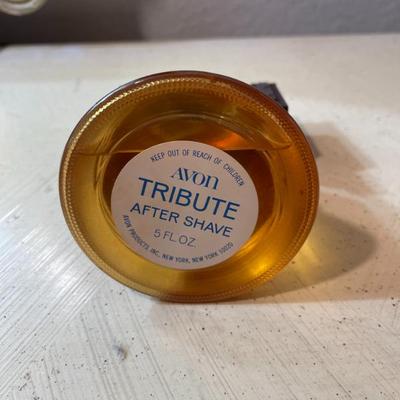 KEEP OUT OF REACH OF CHILDREN
AVON
TRIBUTE
AFTER SHAVE
5 FL. OZ.
AVON PRODUCTS, INC. NEW YORK, NEW YORK 10020